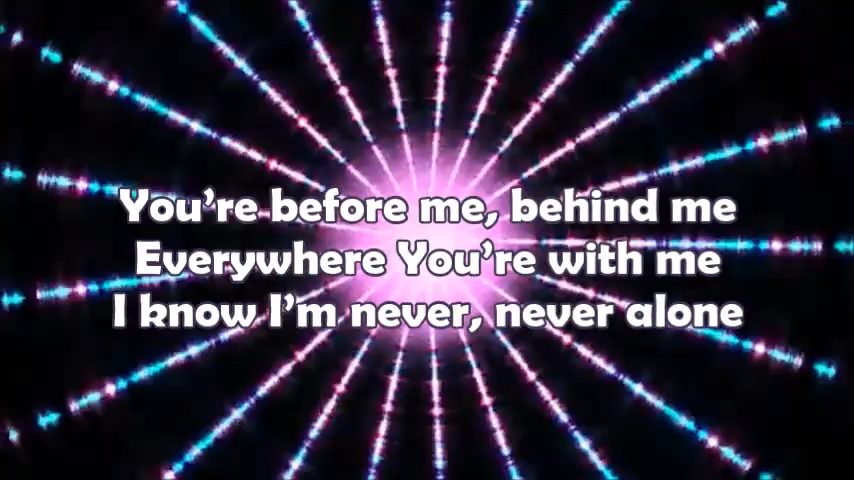 You’re before me, behind me
Everywhere You’re with me
I know I’m never, never alone